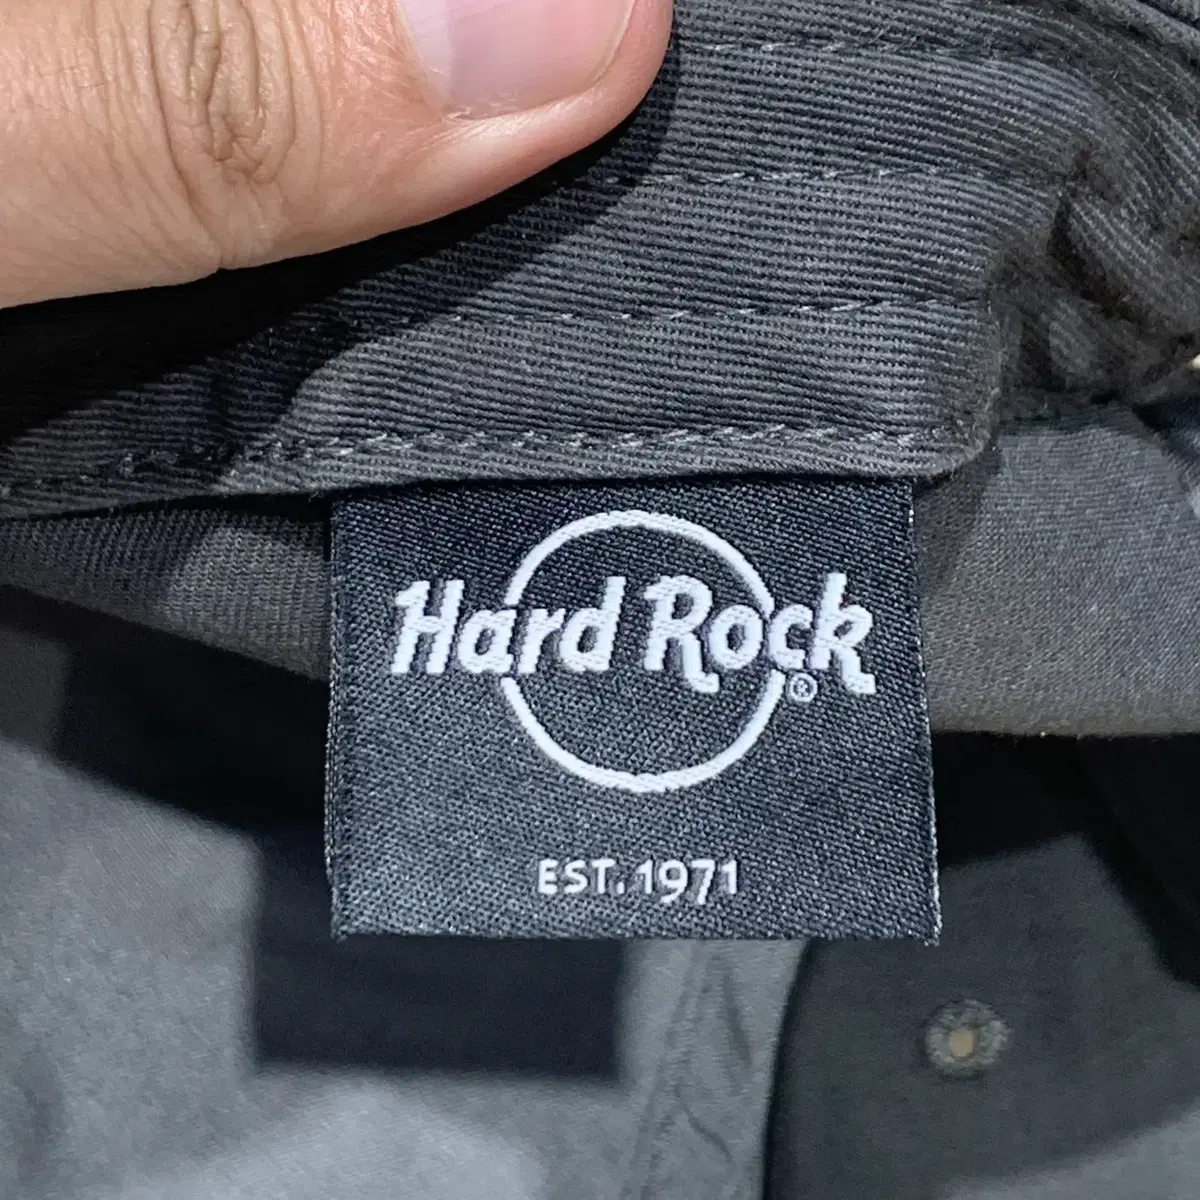 Hard Rock®
EST. 1971